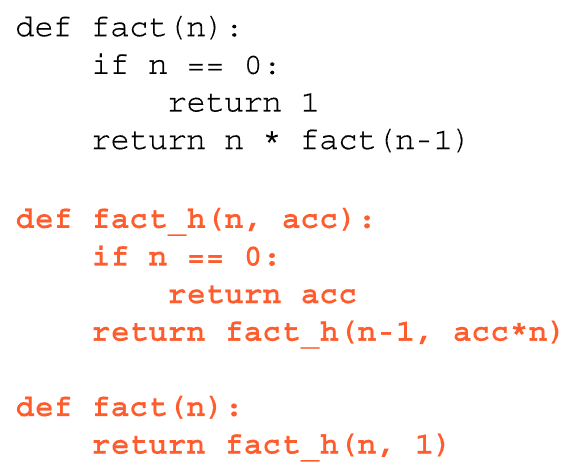 def fact(n):
    if n == 0:
        return 1
    return n * fact(n-1)

def fact_h(n, acc):
    if n == 0:
        return acc
    return fact_h(n-1, acc*n)

def fact(n):
    return fact_h(n, 1)